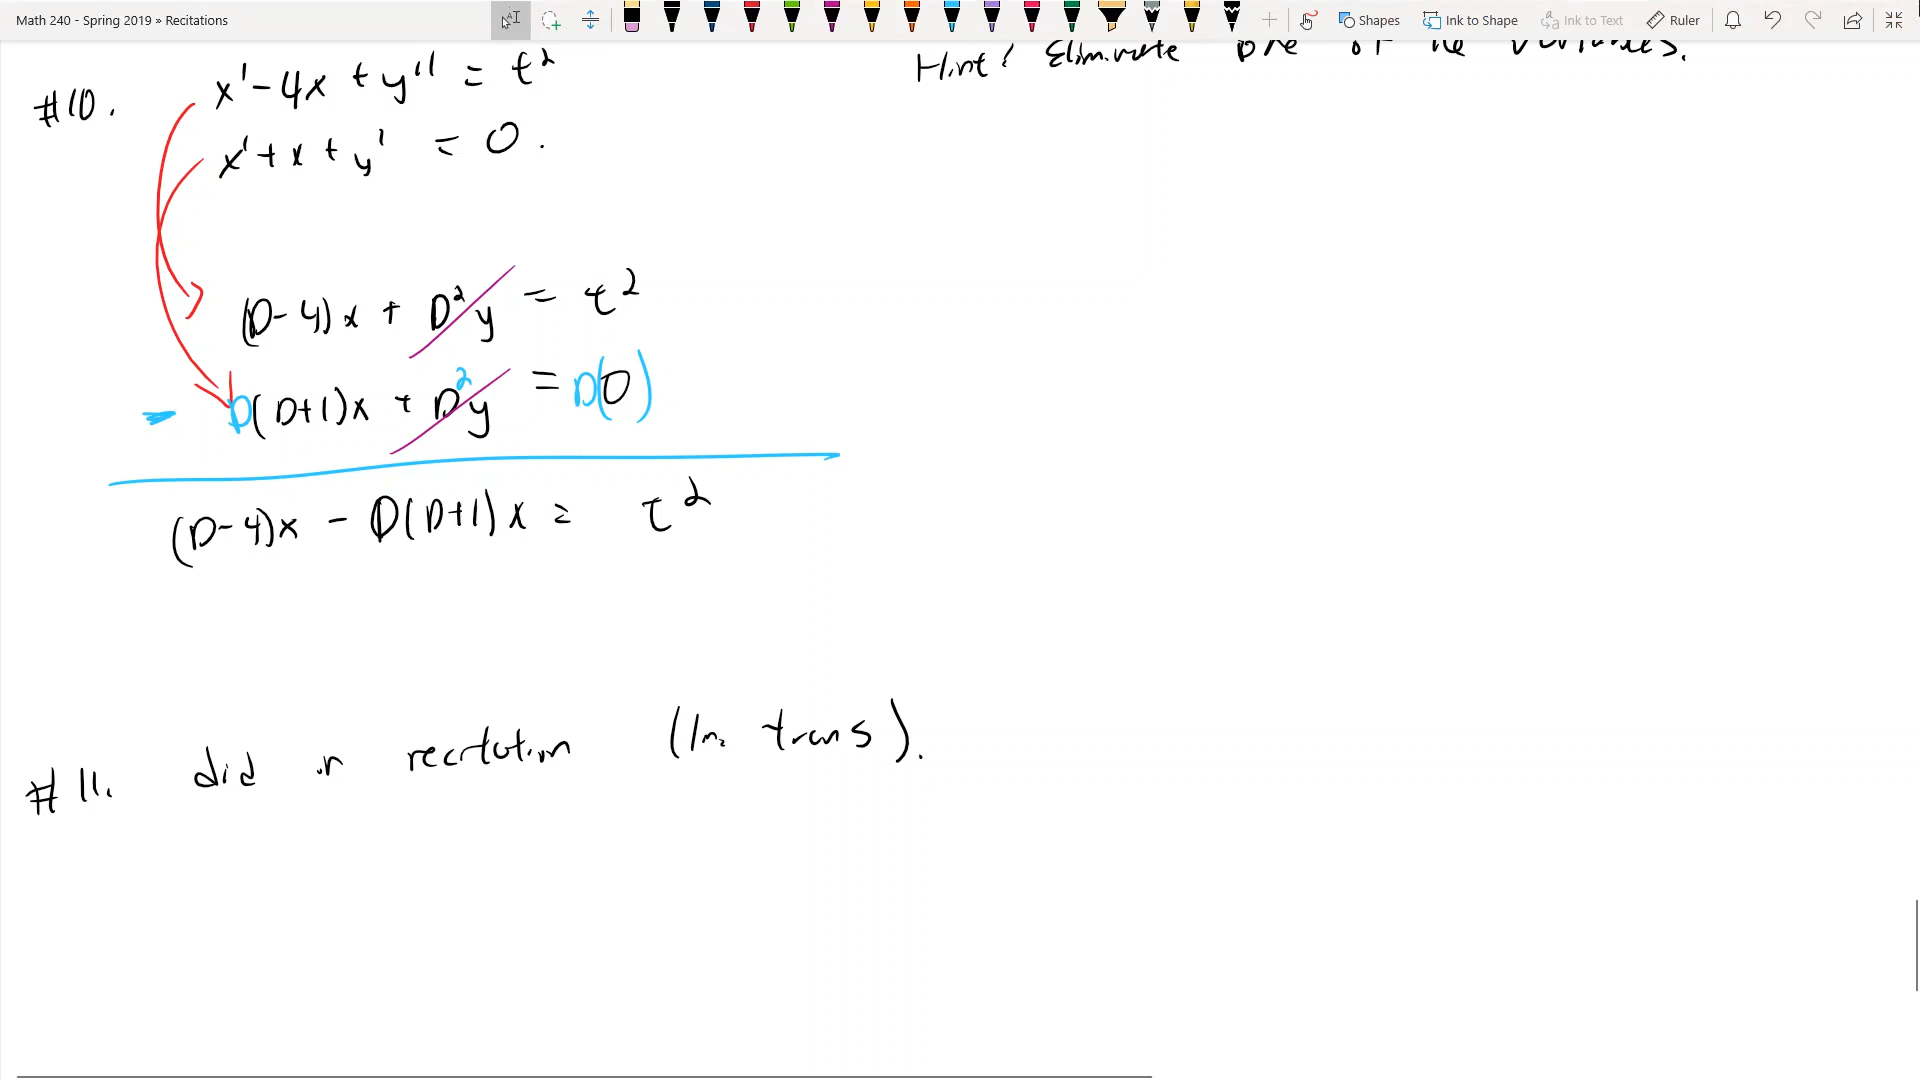 Math 240 - Spring 2019 » Recitations
Shapes
Ink to Shape
Ink to Text
Ruler
Hint: Eliminate one of the variables.
#10. x' - 4x + y'' = t²
x' + x + y' = 0.
(D-4)x + D²y = t²
- D(D+1)x + D²y = D(0)
(D-4)x - D(D+1)x = t²
#11. did in recitation (lin. trans).